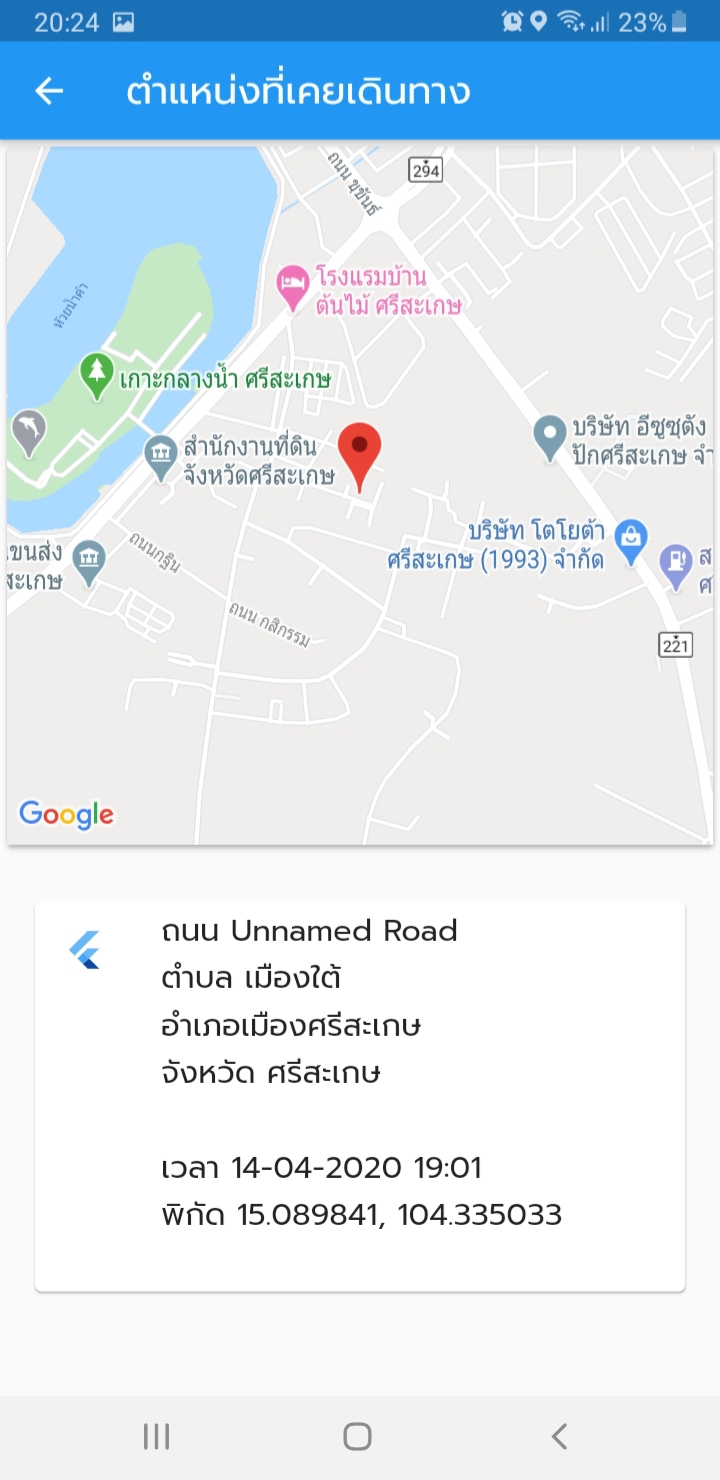 20:24
23%
ตำแหน่งที่เคยเดินทาง
ถนน ขุขันธ์
294
โรงแรมบ้าน
ต้นไม้ ศรีสะเกษ
ห้วยน้ำคำ
เกาะกลางน้ำ ศรีสะเกษ
สำนักงานที่ดิน
จังหวัดศรีสะเกษ
บริษัท อีซูซุตัง
ปักศรีสะเกษ จำ
บริษัท โตโยต้า
ศรีสะเกษ (1993) จำกัด
ขนส่ง
สะเกษ
ส
ศ
ถนนกฐิน
ถนน กสิกรรม
221
Google
ถนน Unnamed Road
ตำบล เมืองใต้
อำเภอเมืองศรีสะเกษ
จังหวัด ศรีสะเกษ
เวลา 14-04-2020 19:01
พิกัด 15.089841, 104.335033